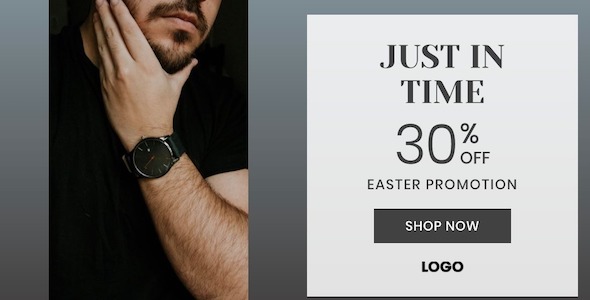 JUST IN
TIME
30%
OFF
EASTER PROMOTION
SHOP NOW
LOGO